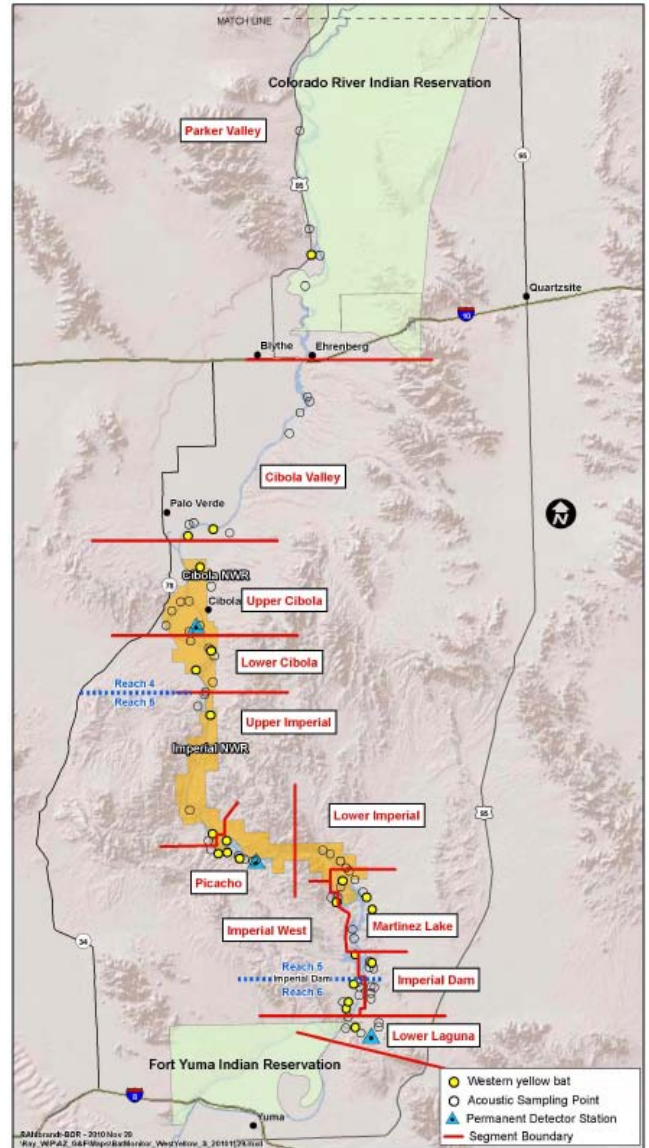 MATCH LINE
Colorado River Indian Reservation
Parker Valley
95
95
Quartzsite
10
Blythe
Ehrenberg
Cibola Valley
Palo Verde
N
Cibola NWR
78
Cibola
Upper Cibola
Lower Cibola
Reach 4
Reach 5
Upper Imperial
Imperial NWR
Lower Imperial
95
Picacho
Imperial West
Martinez Lake
34
Reach 5
Imperial Dam
Reach 6
Imperial Dam
Lower Laguna
Fort Yuma Indian Reservation
8
Yuma
Western yellow bat
Acoustic Sampling Point
Permanent Detector Station
Segment Boundary